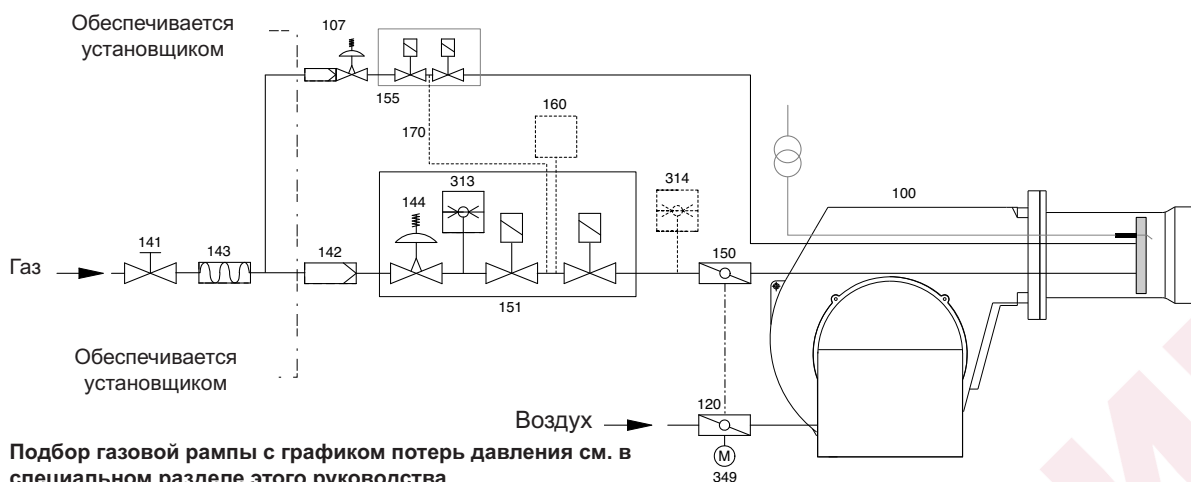 Обеспечивается
установщиком
107
155
160
170
313
314
144
100
141
143
142
150
Газ
151
Обеспечивается
установщиком
120
Воздух
M
349
Подбор газовой рампы с графиком потерь давления см. в
специальном разделе этого руководства